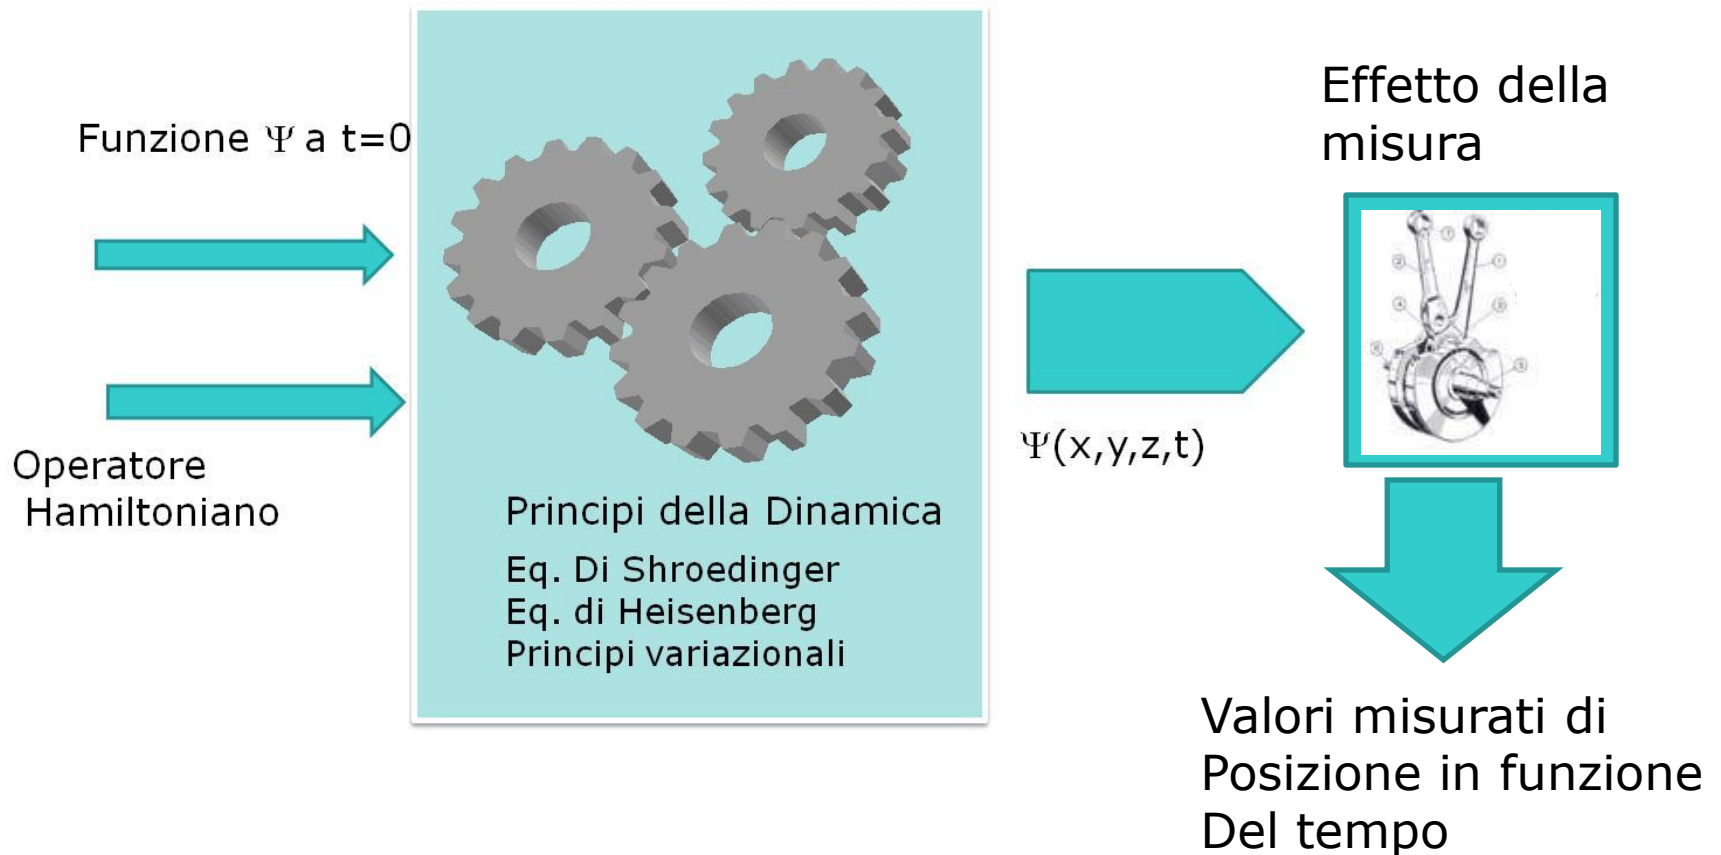 Funzione Ψ a t=0
Operatore
Hamiltoniano
Principi della Dinamica
Eq. Di Shroedinger
Eq. di Heisenberg
Principi variazionali
Ψ(x,y,z,t)
Effetto della
misura
Valori misurati di
Posizione in funzione
Del tempo